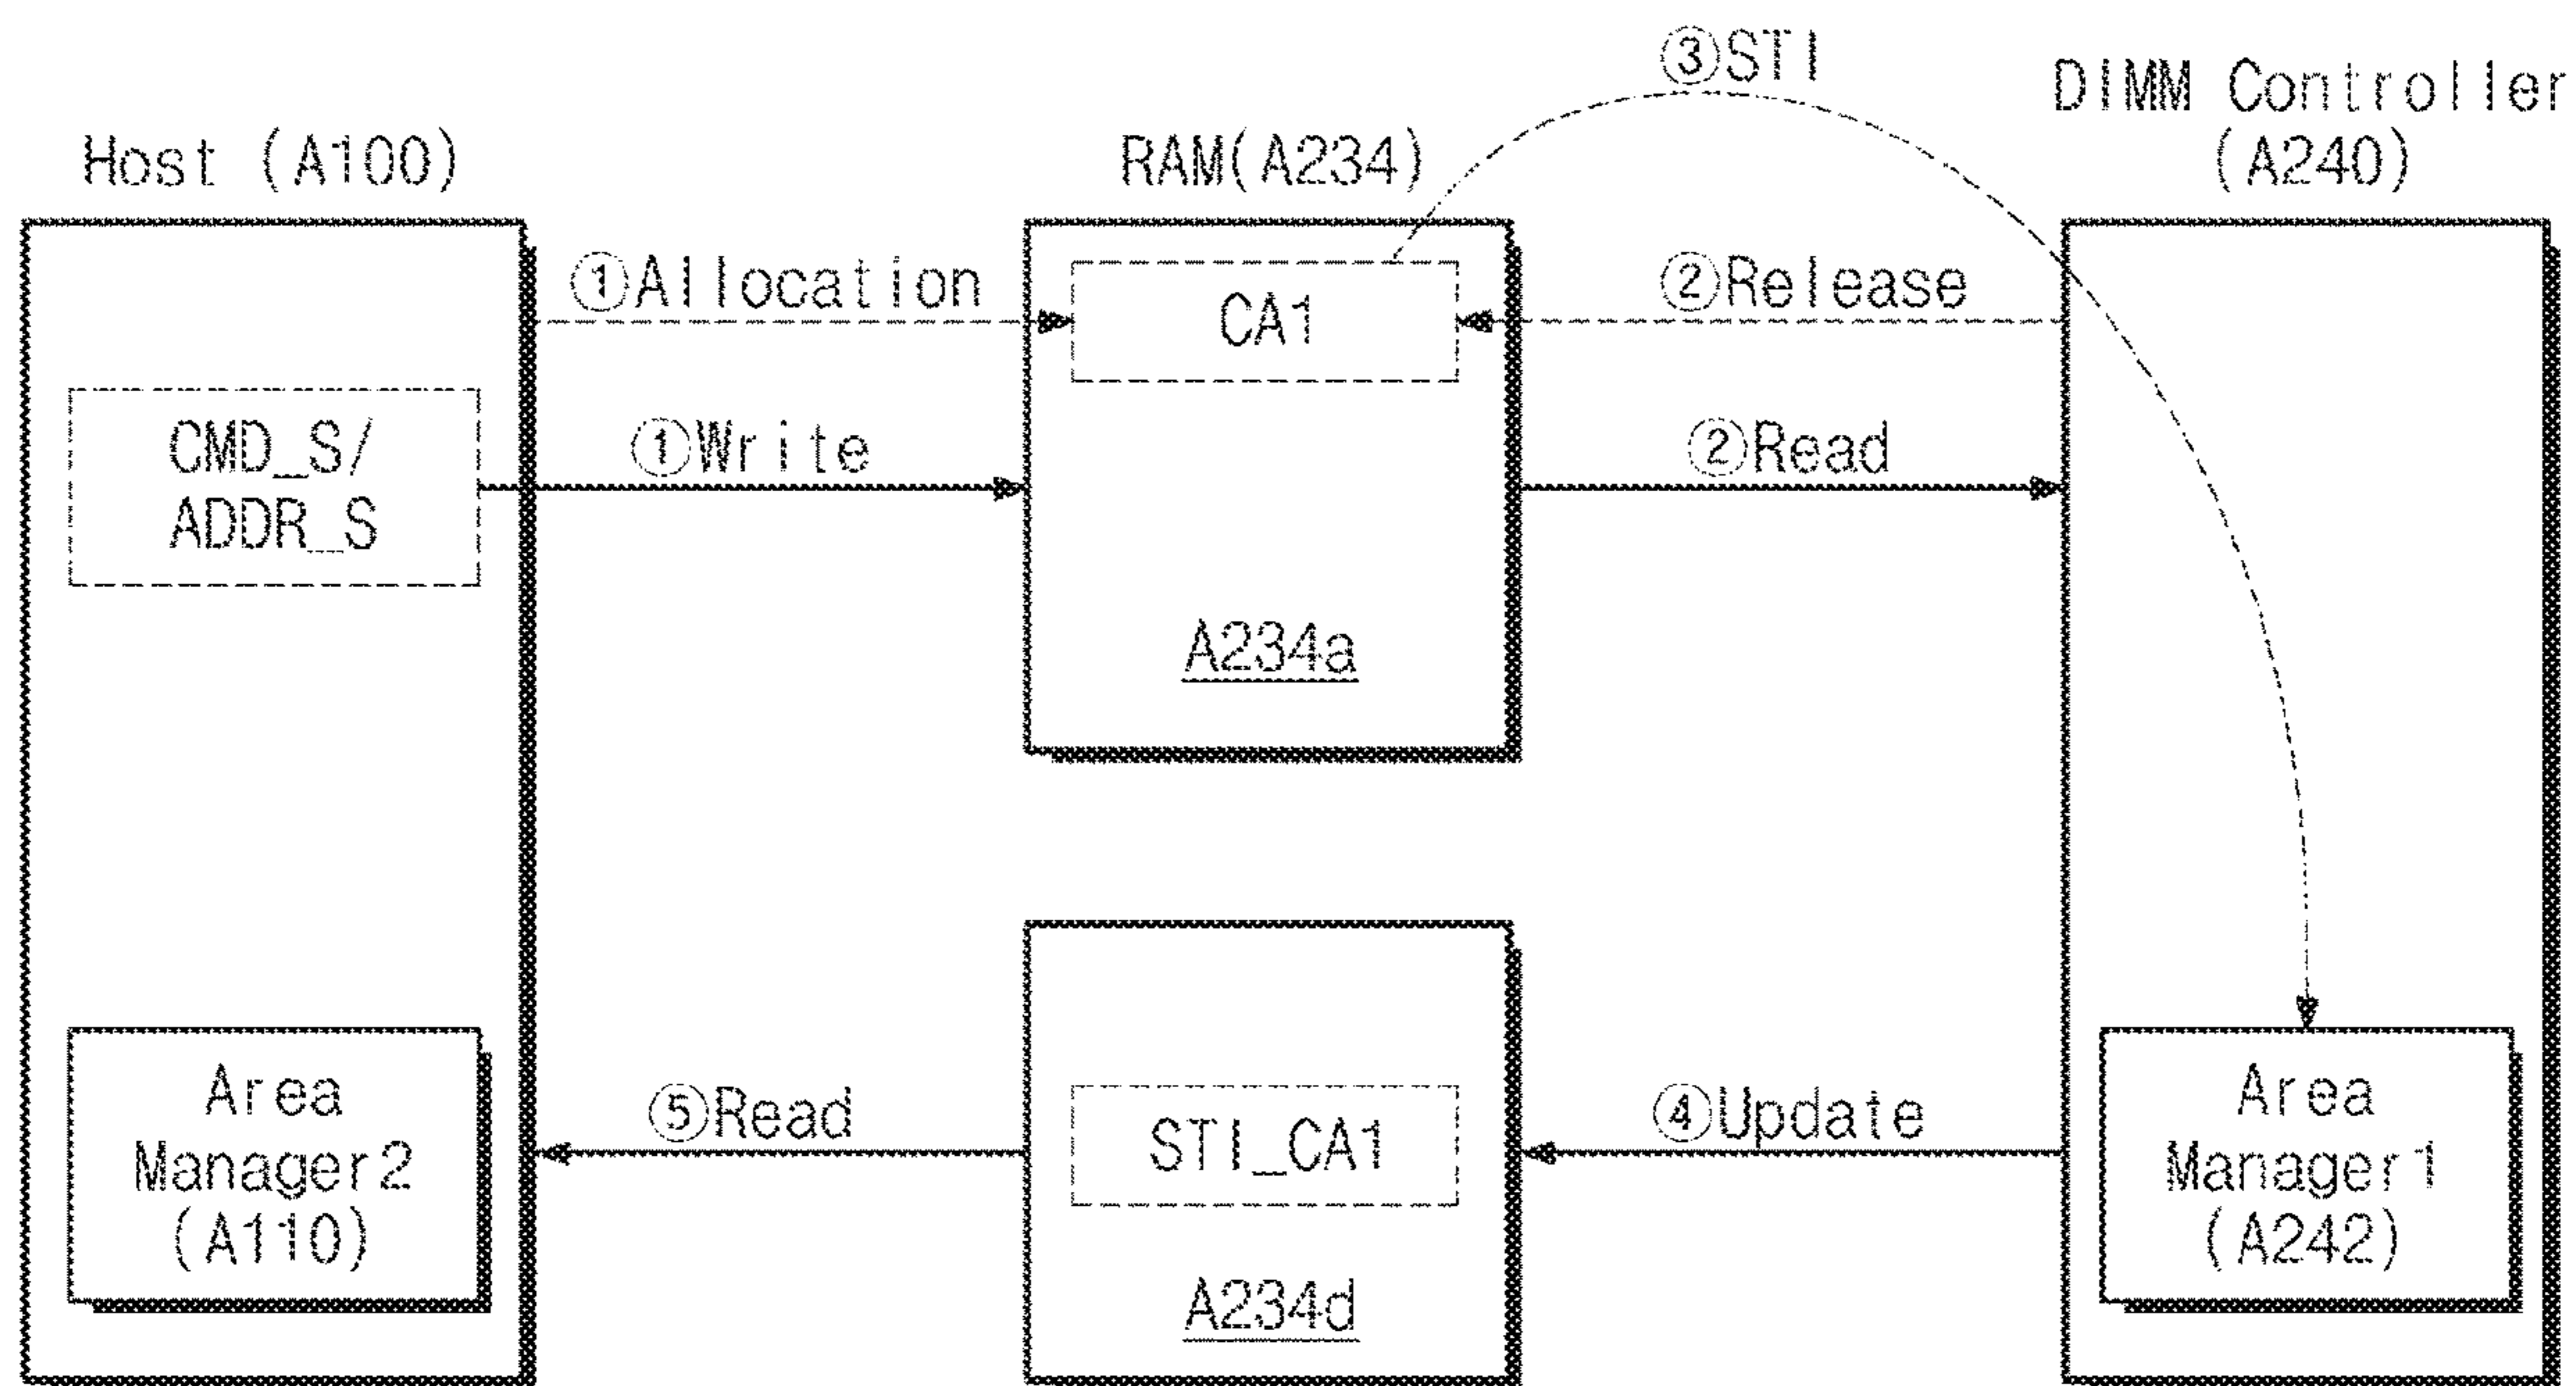 ③STI
DIMM Controller
(A240)
Host (A100)
RAM(A234)
①Allocation
CA1
②Release
CMD_S/
ADDR_S
①Write
②Read
A234a
Area
Manager2
(A110)
⑤Read
STI_CA1
④Update
Area
Manager1
(A242)
A234d